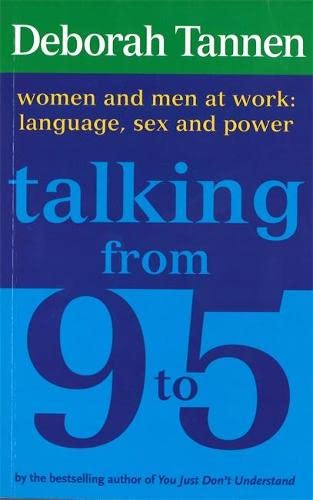 Deborah Tannen
women and men at work:
language, sex and power
talking
from
9 to 5
by the bestselling author of You Just Don't Understand